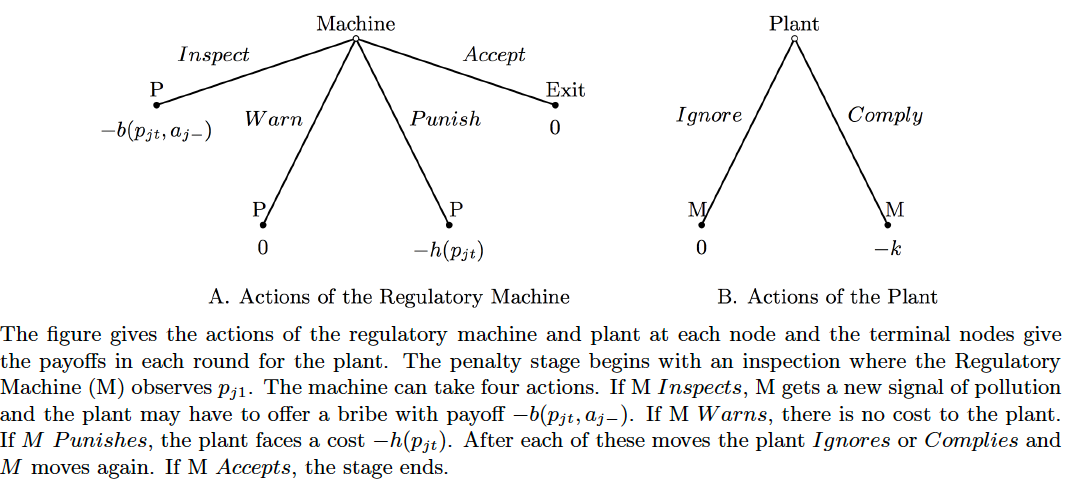 Machine
Plant
Inspect
Accept
P
Exit
Warn
Punish
Ignore
Comply
−b(p_{jt}, a_{j−})
0
P
P
M
M
0
−h(p_{jt})
0
−k
A. Actions of the Regulatory Machine
B. Actions of the Plant
The figure gives the actions of the regulatory machine and plant at each node and the terminal nodes give
the payoffs in each round for the plant. The penalty stage begins with an inspection where the Regulatory
Machine (M) observes p_{j1}. The machine can take four actions. If M Inspects, M gets a new signal of pollution
and the plant may have to offer a bribe with payoff −b(p_{jt}, a_{j−}). If M Warns, there is no cost to the plant.
If M Punishes, the plant faces a cost −h(p_{jt}). After each of these moves the plant Ignores or Complies and
M moves again. If M Accepts, the stage ends.